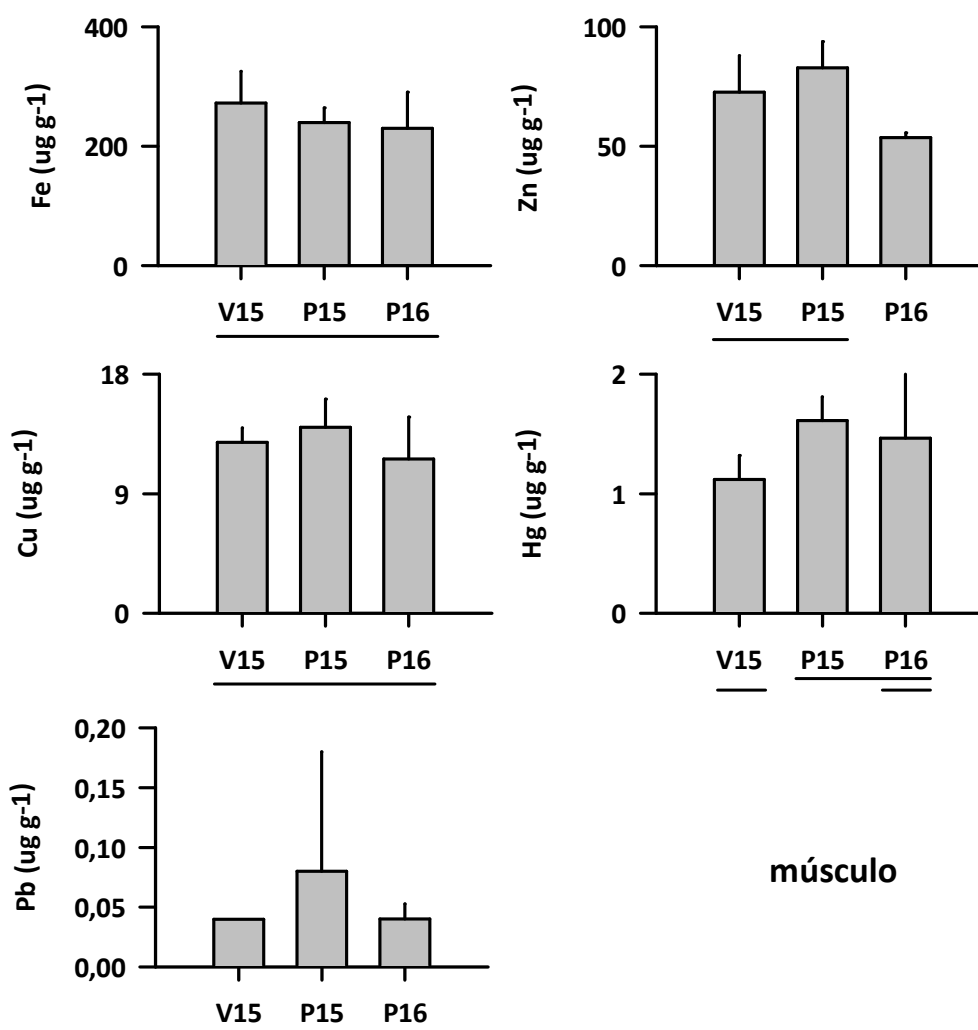 Fe (ug g-1)
400
200
0
V15 P15 P16
Zn (ug g-1)
100
50
0
V15 P15 P16
Cu (ug g-1)
18
9
0
V15 P15 P16
Hg (ug g-1)
2
1
0
V15 P15 P16
Pb (ug g-1)
0,20
0,15
0,10
0,05
0,00
V15 P15 P16
músculo